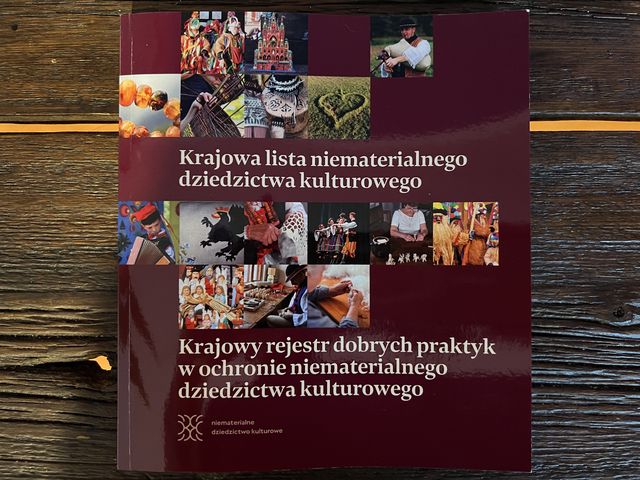 Krajowa lista niematerialnego
dziedzictwa kulturowego
Krajowy rejestr dobrych praktyk
w ochronie niematerialnego
dziedzictwa kulturowego
niematerialne
dziedzictwo kulturowe